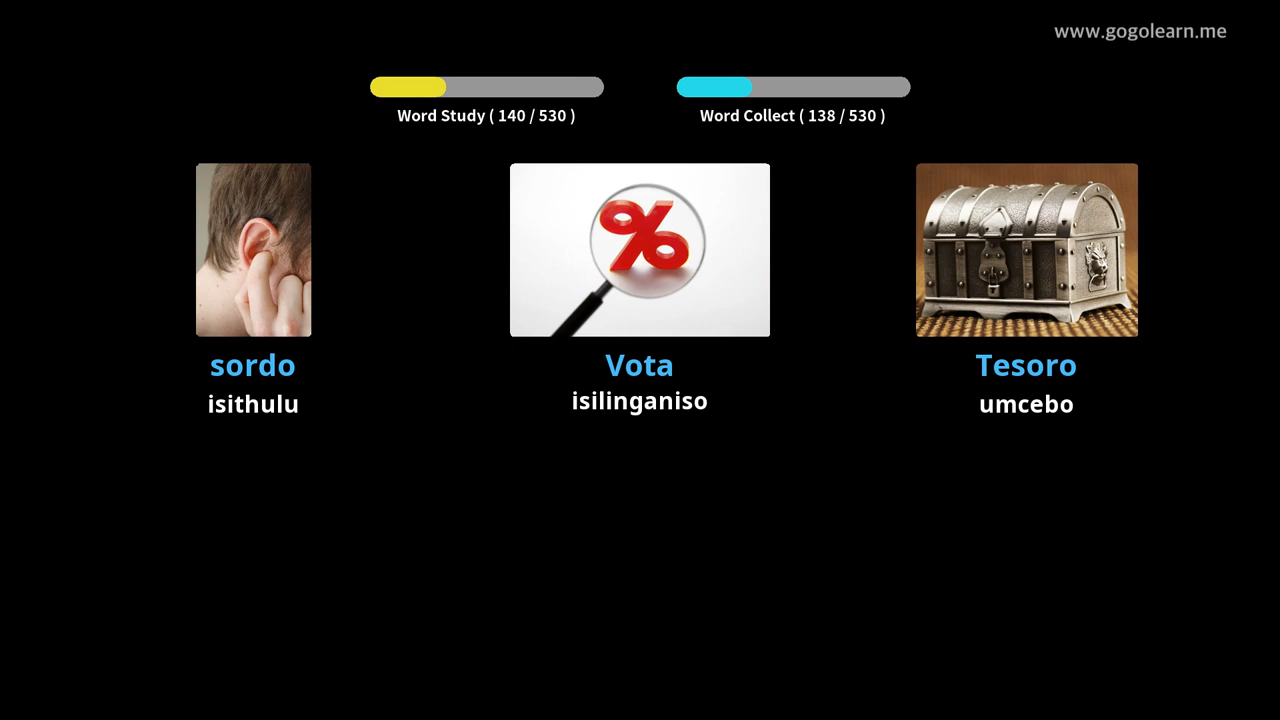 www.gogolearn.me
Word Study ( 140 / 530 )
Word Collect ( 138 / 530 )
sordo
isithulu
Vota
isilinganiso
Tesoro
umcebo